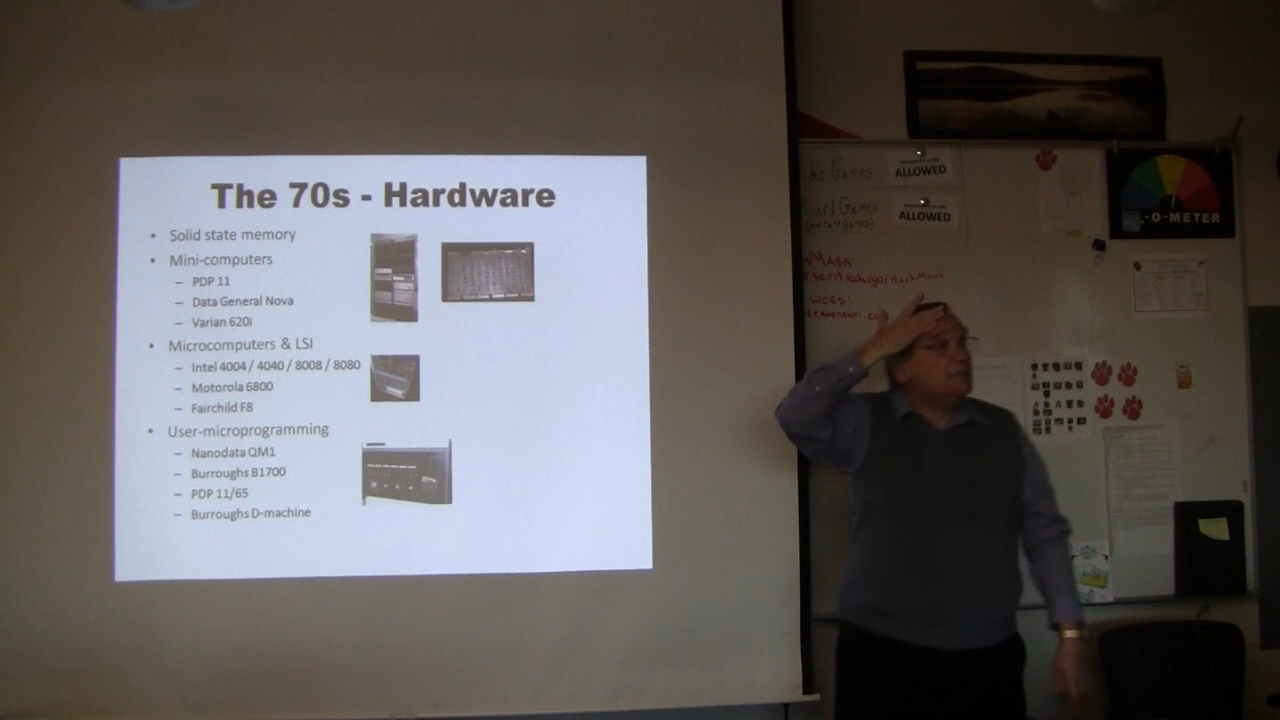 The 70s - Hardware
• Solid state memory
• Mini-computers
– PDP 11
– Data General Nova
– Varian 620i
• Microcomputers & LSI
– Intel 4004 / 4040 / 8008 / 8080
– Motorola 6800
– Fairchild F8
• User-microprogramming
– Nanodata QM1
– Burroughs B1700
– PDP 11/65
– Burroughs D-machine
Games
ALLOWED
Games
ALLOWED
-O-METER